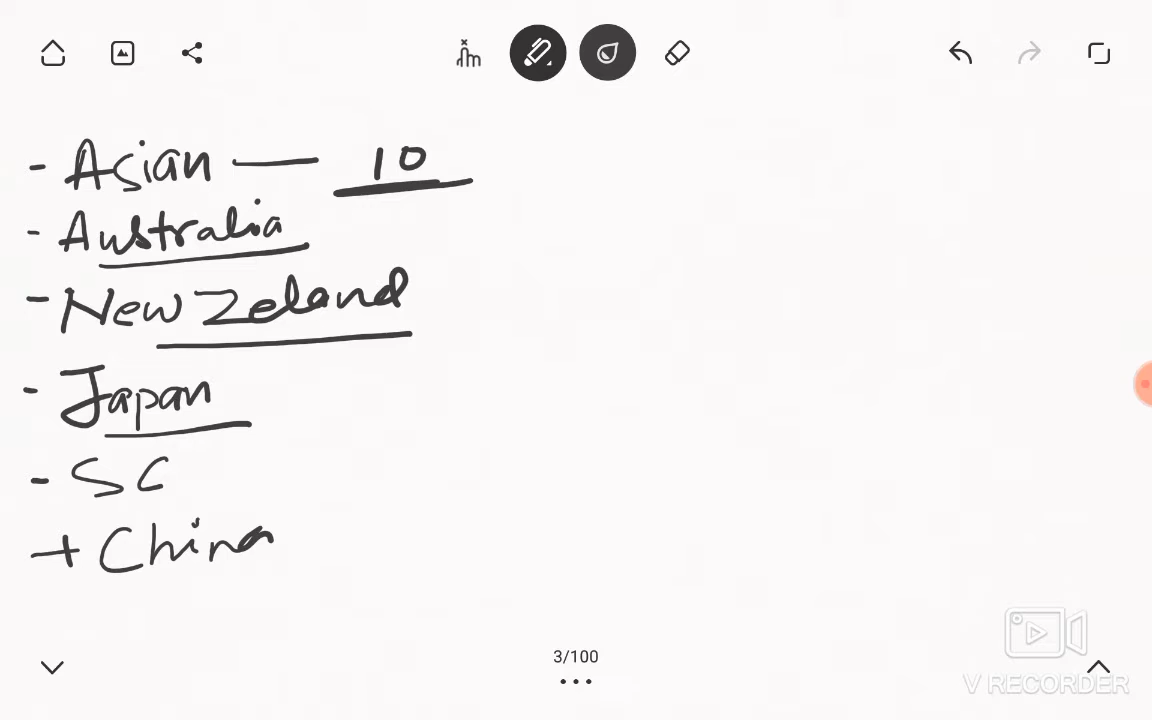 - Asian — 10
- Australia
- New Zeland
- Japan
- SC
+ China
3/100
V RECORDER